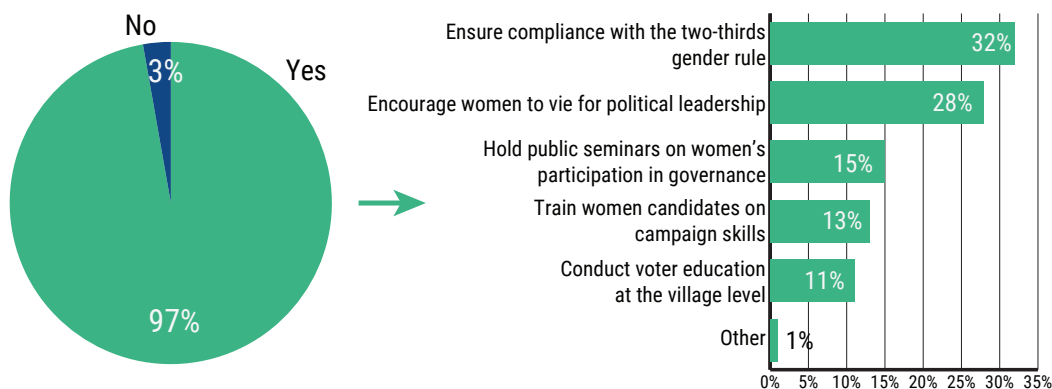 No
3%
Yes
97%
Ensure compliance with the two-thirds
gender rule
32%
Encourage women to vie for political leadership
28%
Hold public seminars on women’s
participation in governance
15%
Train women candidates on
campaign skills
13%
Conduct voter education
at the village level
11%
Other
1%
0% 5% 10% 15% 20% 25% 30% 35%